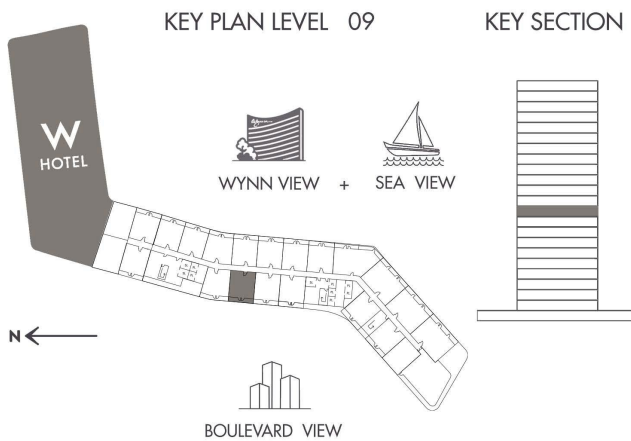 KEY PLAN LEVEL 09
KEY SECTION
W
HOTEL
WYNN VIEW + SEA VIEW
N
BOULEVARD VIEW